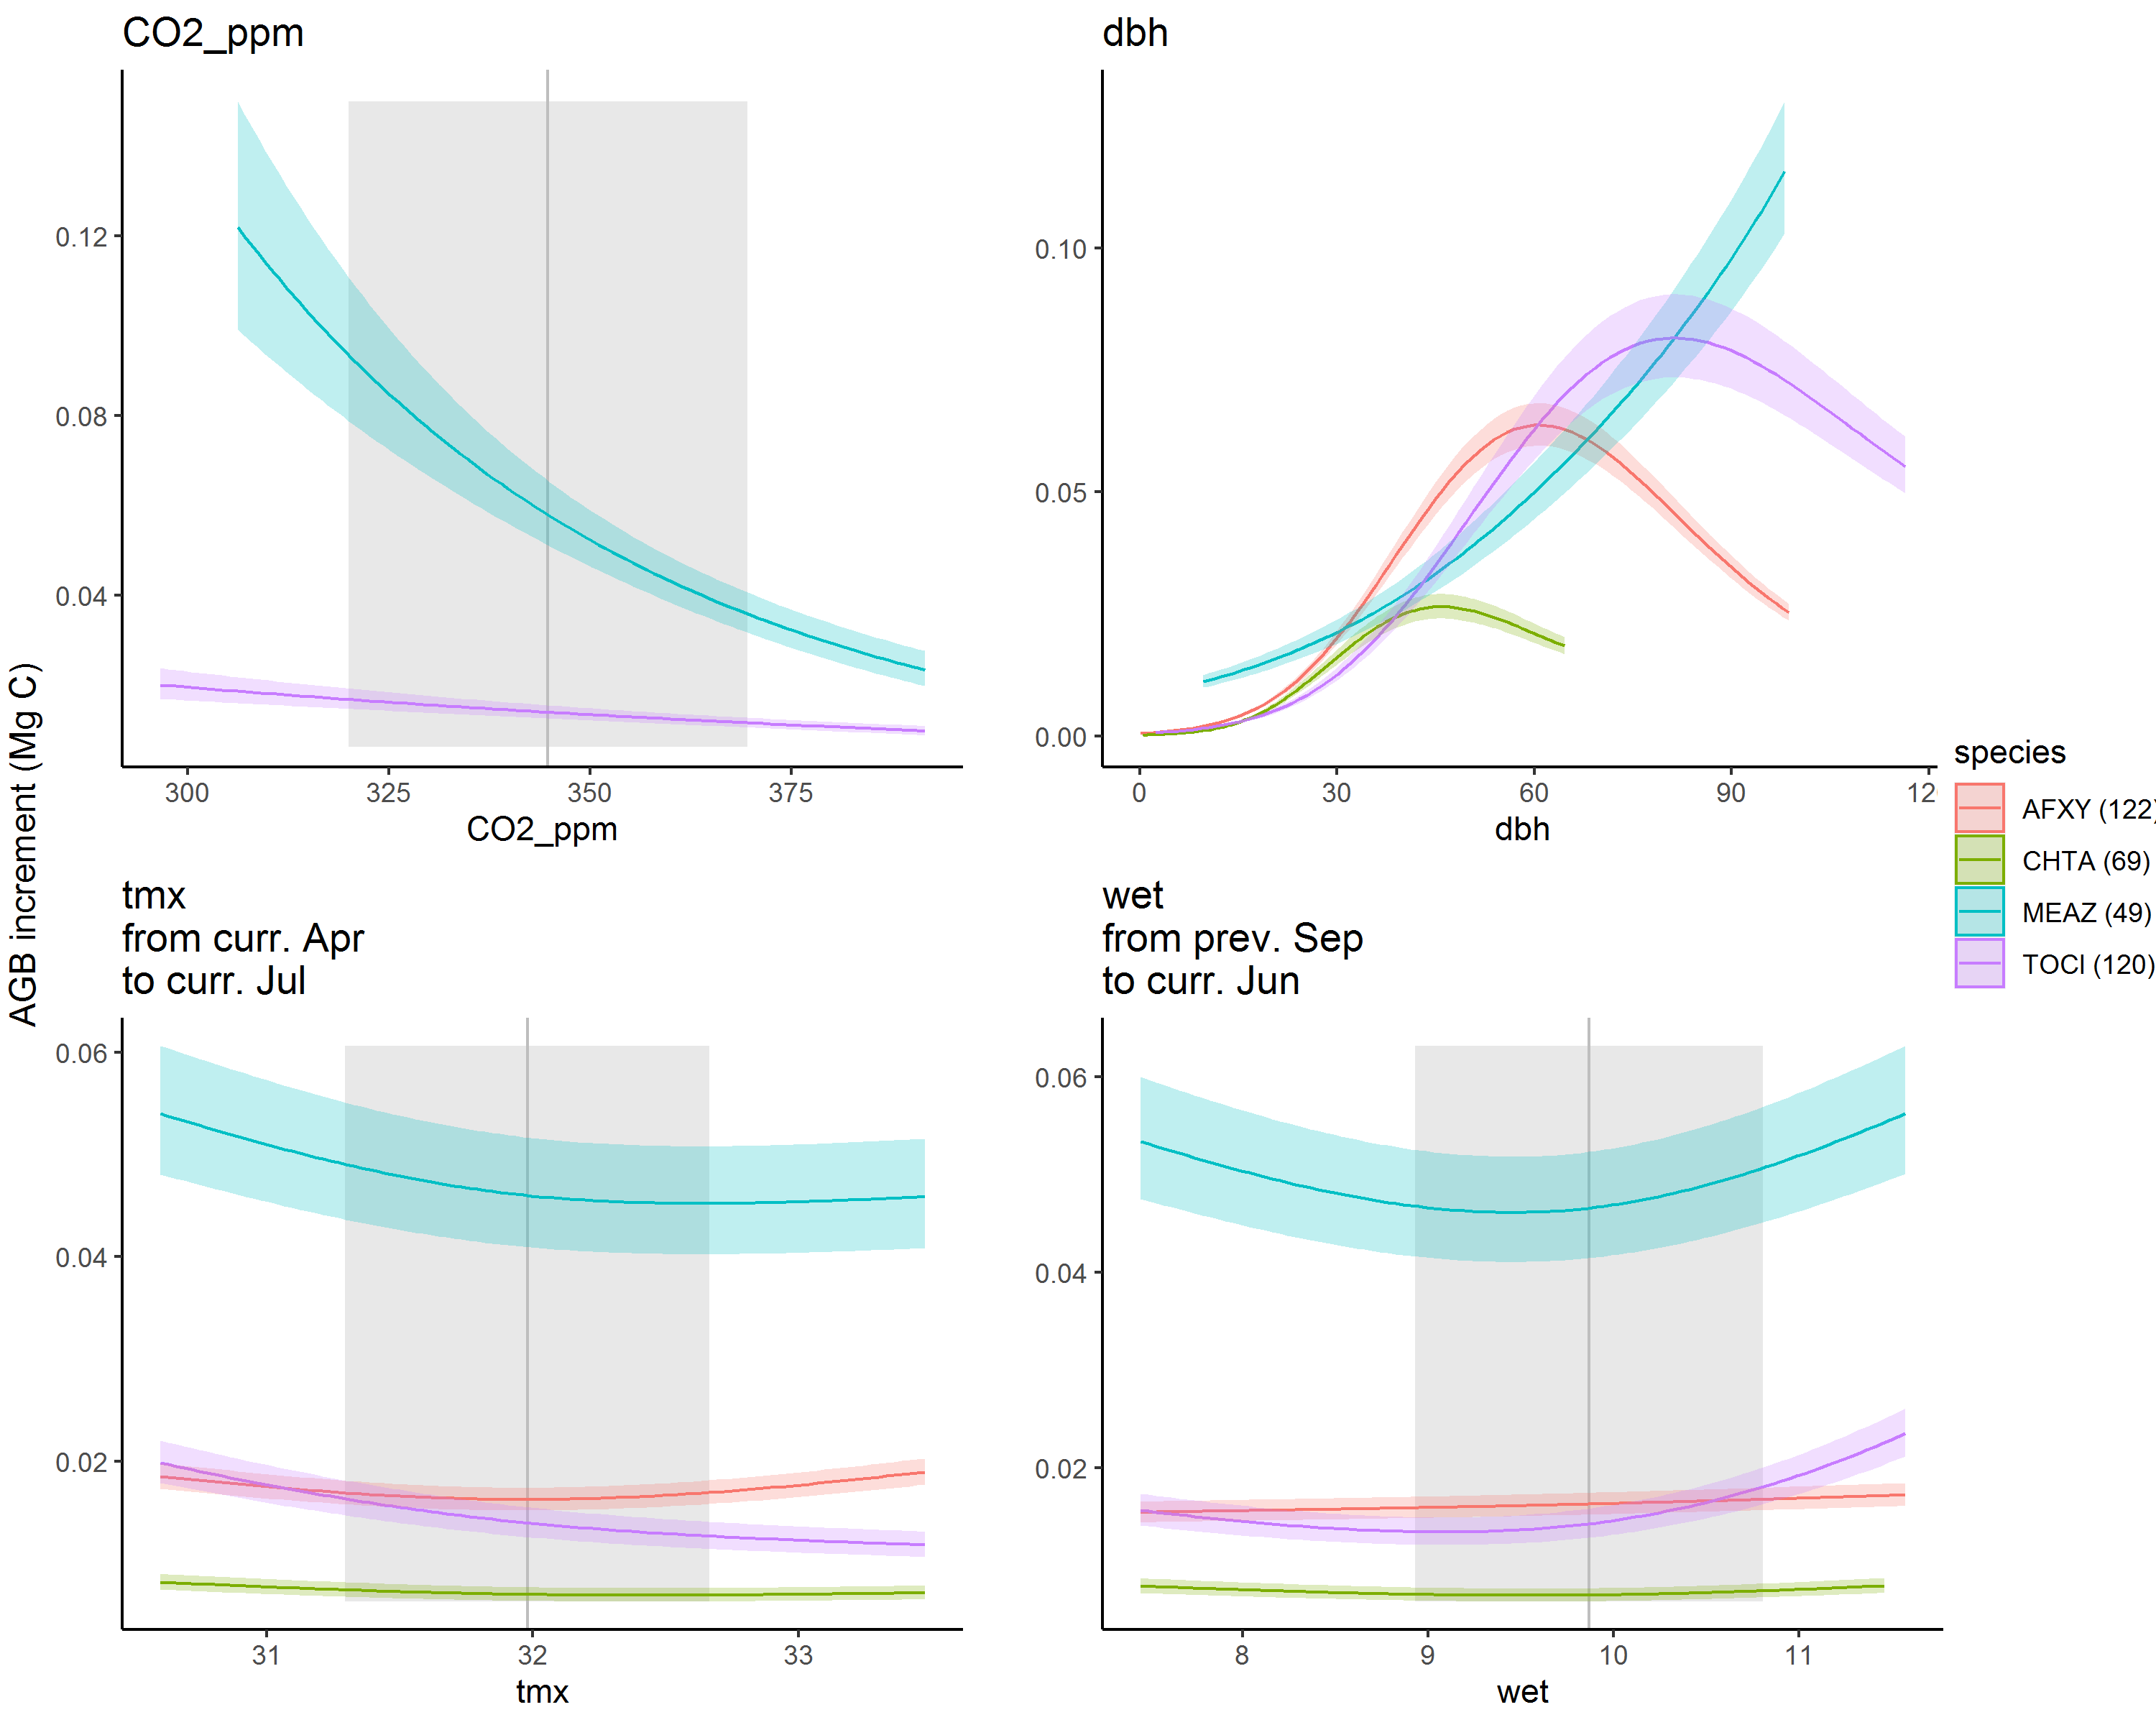 CO2_ppm
0.12
0.08
0.04
300 325 350 375
CO2_ppm
dbh
0.10
0.05
0.00
0 30 60 90 12
dbh
AGB increment (Mg C)
tmx
from curr. Apr
to curr. Jul
0.06
0.04
0.02
31 32 33
tmx
wet
from prev. Sep
to curr. Jun
0.06
0.04
0.02
8 9 10 11
wet
species
AFXY (122)
CHTA (69)
MEAZ (49)
TOCI (120)